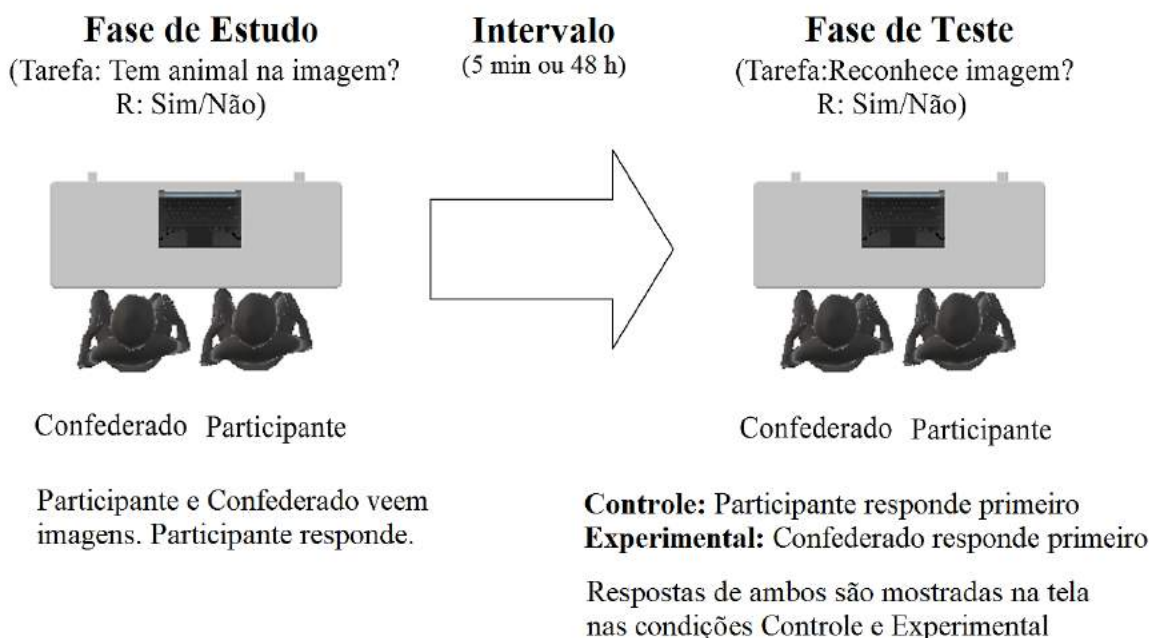 Fase de Estudo
(Tarefa: Tem animal na imagem?
R: Sim/Não)
Intervalo
(5 min ou 48 h)
Fase de Teste
(Tarefa:Reconhece imagem?
R: Sim/Não)
Confederado Participante
Confederado Participante
Participante e Confederado veem
imagens. Participante responde.
Controle: Participante responde primeiro
Experimental: Confederado responde primeiro
Respostas de ambos são mostradas na tela
nas condições Controle e Experimental